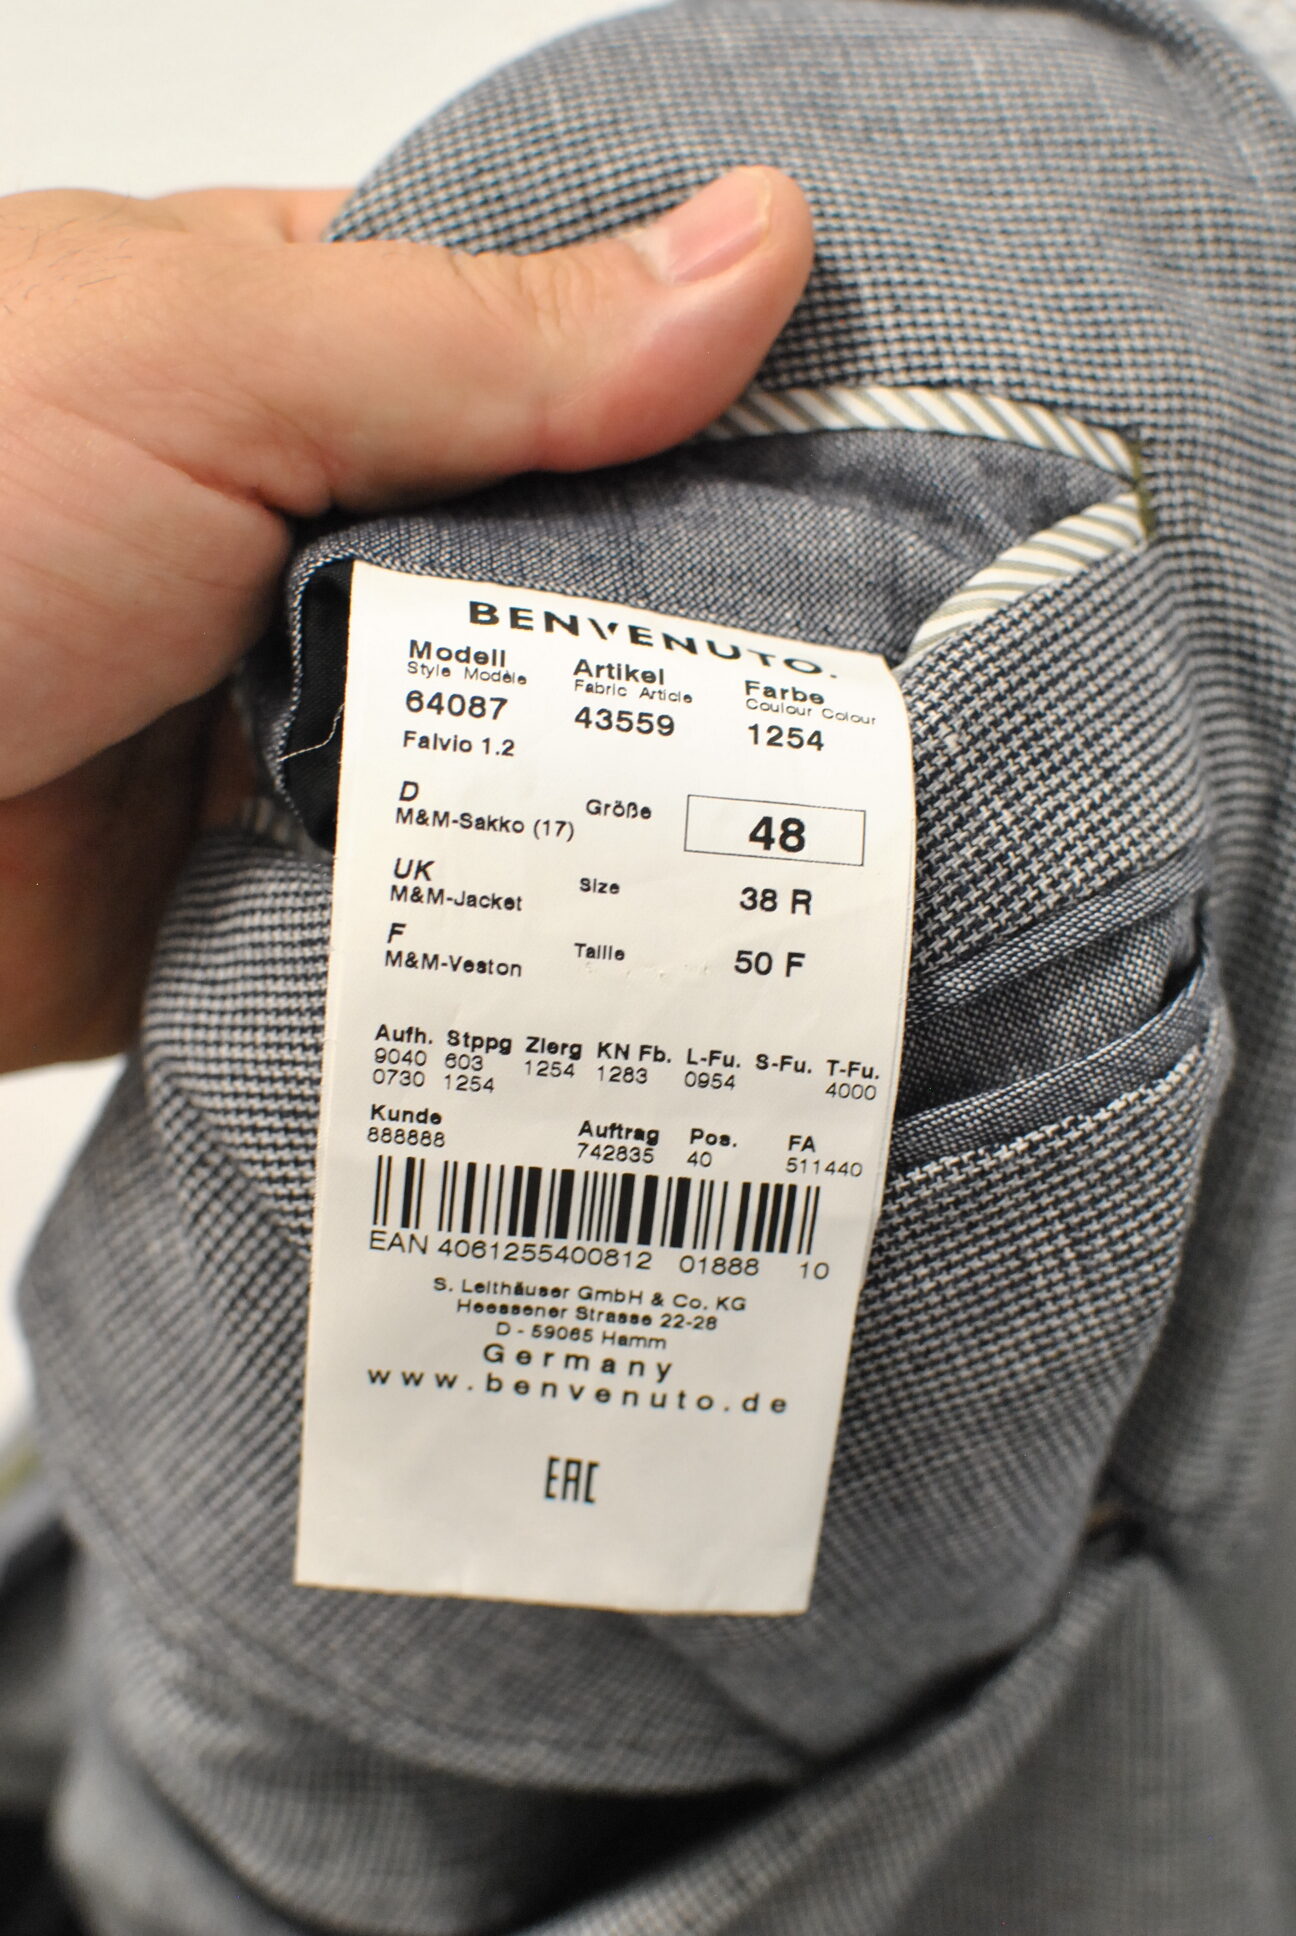 BENVENUTO.
Modell Artikel Farbe
Style Modèle Fabric Article Coulour Colour
64087 43559 1254
Falvio 1.2
D
M&M-Sakko (17) Größe 48
UK
M&M-Jacket Size 38 R
F
M&M-Veston Taille 50 F
Aufh. Stppg Zierg KN Fb. L-Fu. S-Fu. T-Fu.
9040 603 1254 1283 0954 4000
0730 1254
Kunde Auftrag Pos. FA
888888 742835 40 511440
EAN 4061255400812 01888 10
S. Leithäuser GmbH & Co. KG
Heessener Strasse 22-28
D - 59065 Hamm
Germany
www.benvenuto.de
EAC